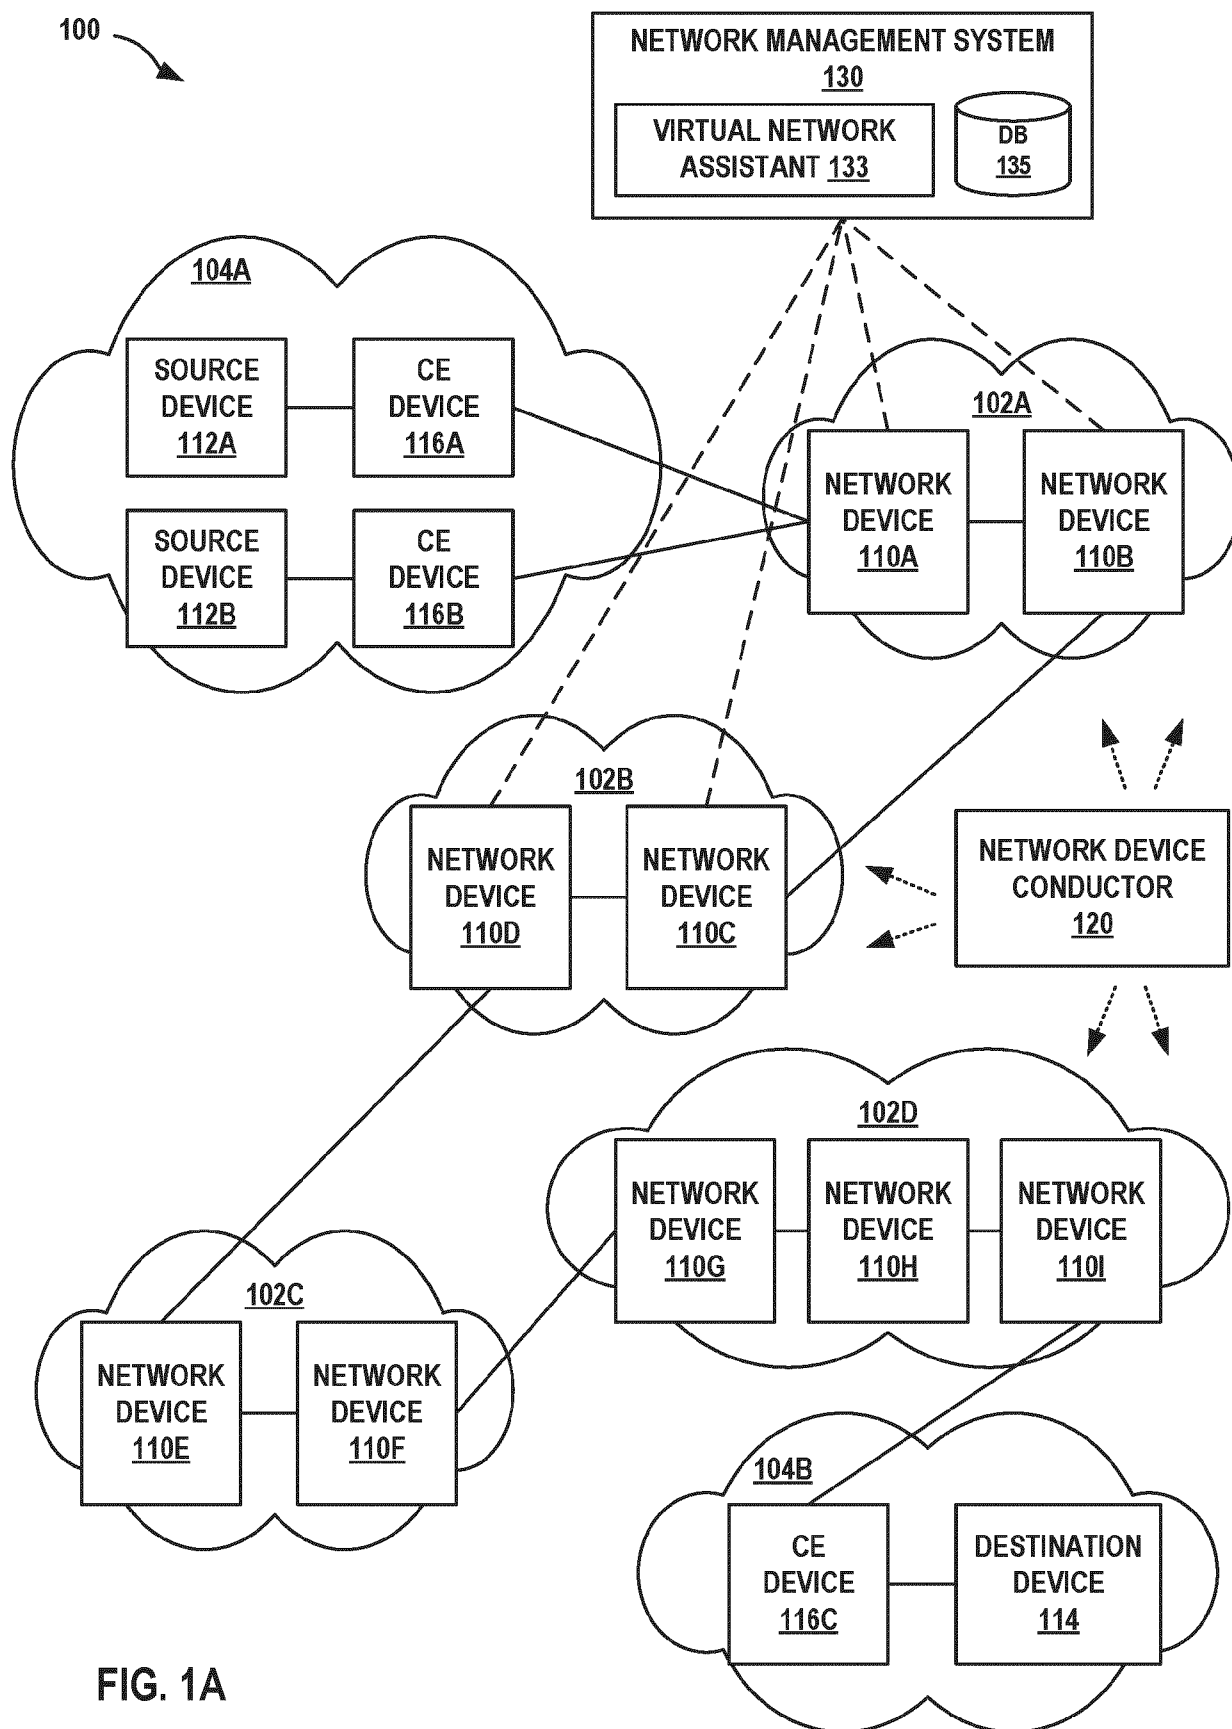 100
NETWORK MANAGEMENT SYSTEM
130
VIRTUAL NETWORK
ASSISTANT 133
DB
135
104A
SOURCE
DEVICE
112A
CE
DEVICE
116A
SOURCE
DEVICE
112B
CE
DEVICE
116B
102A
NETWORK
DEVICE
110A
NETWORK
DEVICE
110B
102B
NETWORK
DEVICE
110D
NETWORK
DEVICE
110C
NETWORK DEVICE
CONDUCTOR
120
102D
NETWORK
DEVICE
110G
NETWORK
DEVICE
110H
NETWORK
DEVICE
110I
102C
NETWORK
DEVICE
110E
NETWORK
DEVICE
110F
104B
CE
DEVICE
116C
DESTINATION
DEVICE
114
FIG. 1A